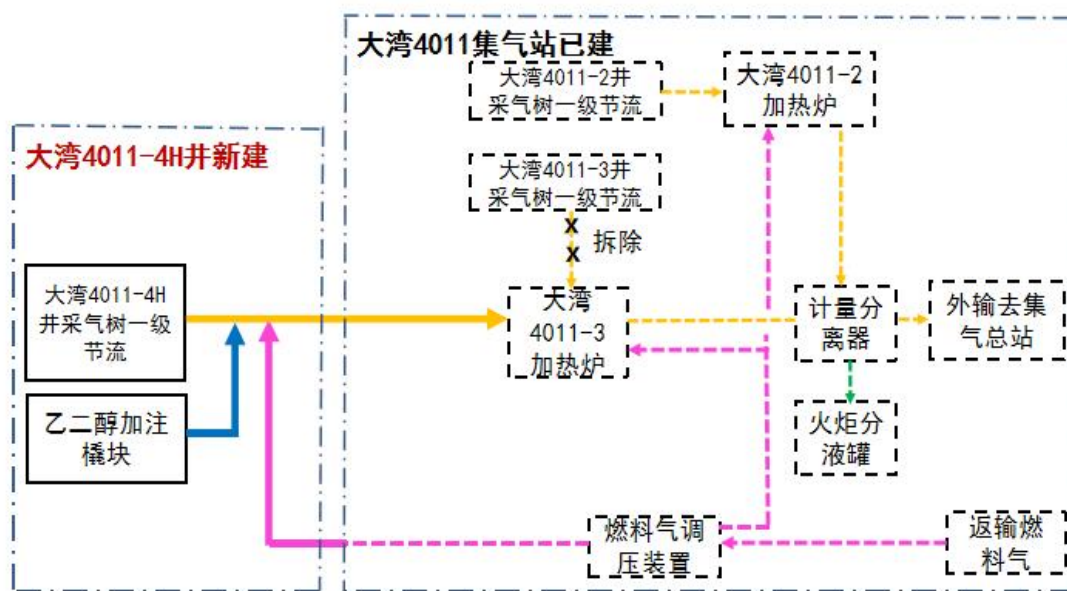 大湾4011集气站已建
大湾4011-2井
采气树一级节流
大湾4011-2
加热炉
大湾4011-4H井新建
大湾4011-3井
采气树一级节流
X
X
拆除
大湾4011-4H
井采气树一级
节流
大湾
4011-3
加热炉
计量分
离器
外输去集
气总站
乙二醇加注
橇块
火炬分
液罐
燃料气调
压装置
返输燃
料气